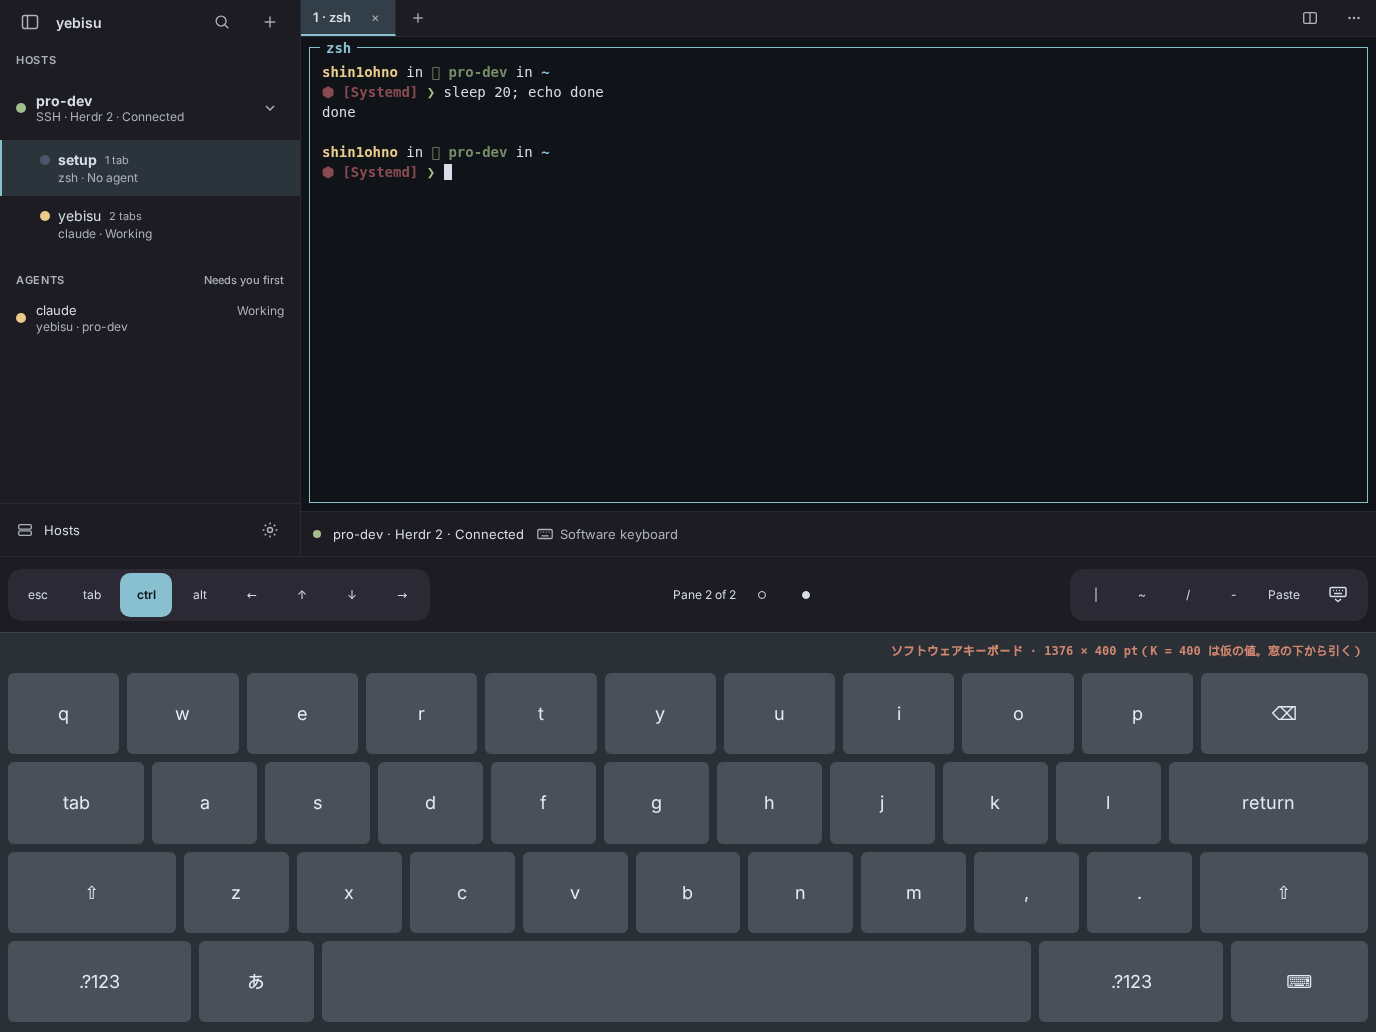 yebisu
HOSTS
pro-dev
SSH · Herdr 2 · Connected
setup 1 tab
zsh · No agent
yebisu 2 tabs
claude · Working
AGENTS Needs you first
claude Working
yebisu · pro-dev
Hosts
1 · zsh ×
zsh
shin1ohno in pro-dev in ~
[Systemd] ❯ sleep 20; echo done
done
shin1ohno in pro-dev in ~
[Systemd] ❯
pro-dev · Herdr 2 · Connected Software keyboard
esc tab ctrl alt ← ↑ ↓ →
Pane 2 of 2
| ~ / - Paste
ソフトウェアキーボード · 1376 × 400 pt（K = 400 は仮の値。窓の下から引く）
q w e r t y u i o p ⌫
tab a s d f g h j k l return
⇧ z x c v b n m , . ⇧
.?123 あ .?123 ⌨